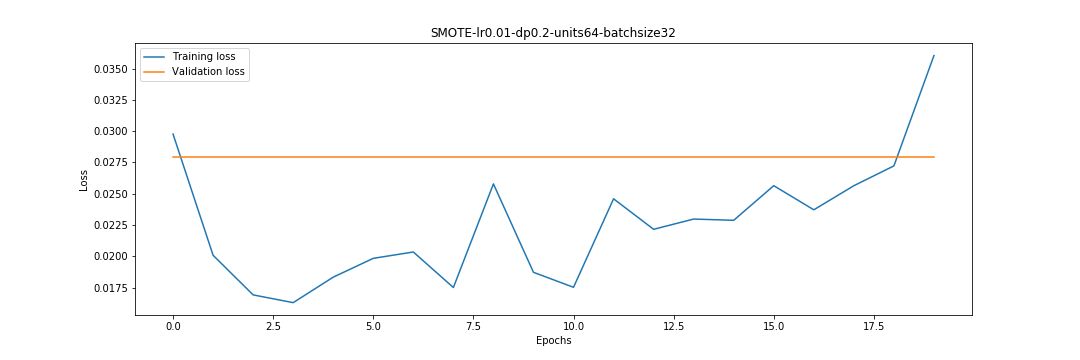 SMOTE-lr0.01-dp0.2-units64-batchsize32
Training loss
Validation loss
0.0350
0.0325
0.0300
0.0275
0.0250
0.0225
0.0200
0.0175
Loss
0.0 2.5 5.0 7.5 10.0 12.5 15.0 17.5
Epochs